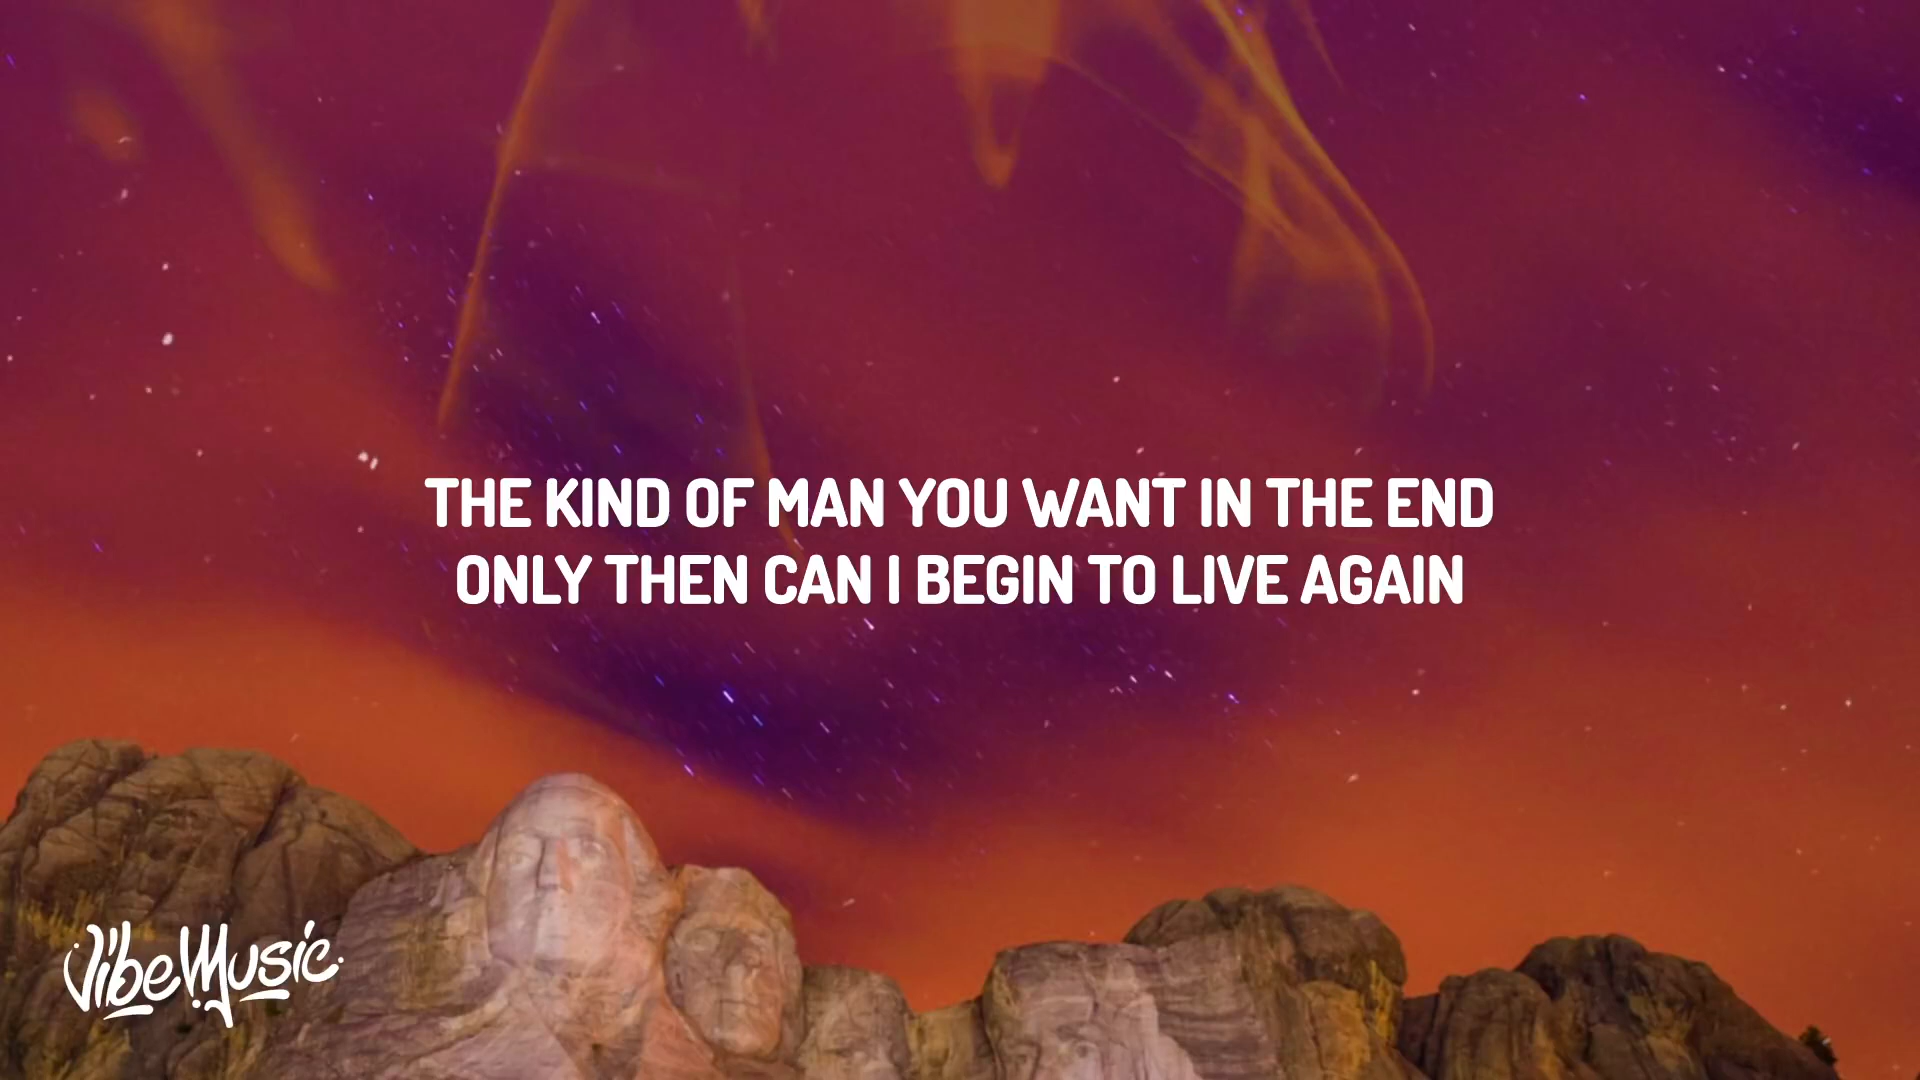 THE KIND OF MAN YOU WANT IN THE END
ONLY THEN CAN I BEGIN TO LIVE AGAIN
VibeMusic